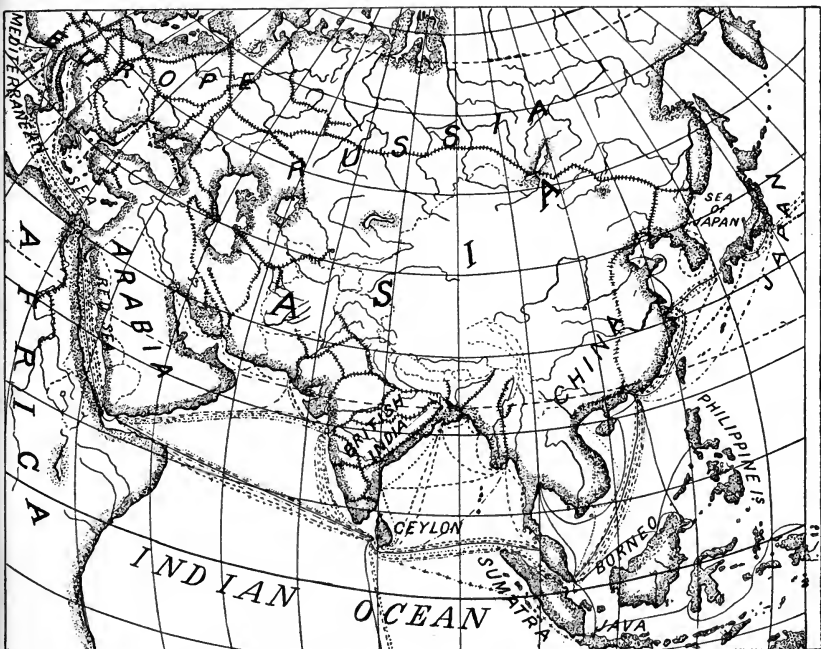 MEDITERRANEAN
SEA
EUROPE
RUSSIA
ASIA
SEA
OF
JAPAN
JAPAN
AFRICA
RED SEA
ARABIA
BRITISH
INDIA
CHINA
PHILIPPINE IS
CEYLON
BORNEO
SUMATRA
JAVA
INDIAN
OCEAN